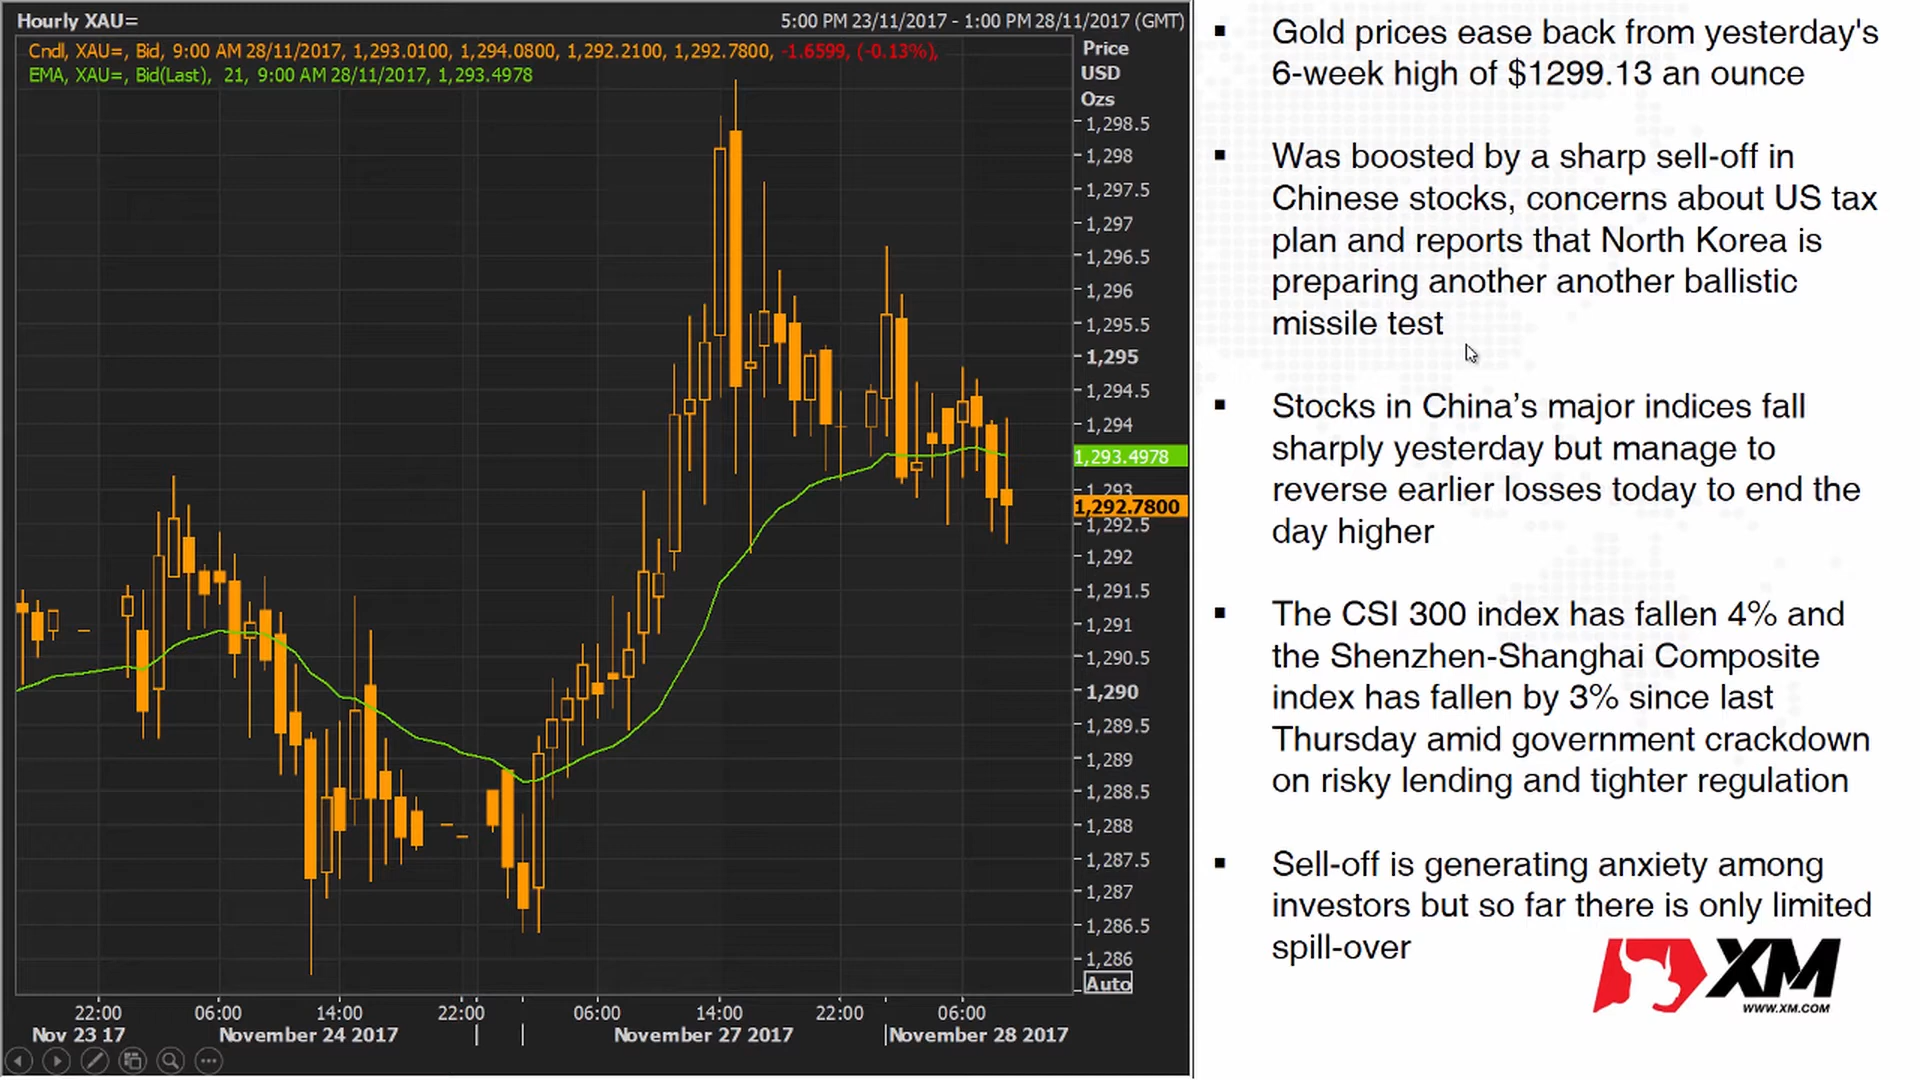 Hourly XAU=
5:00 PM 23/11/2017 - 1:00 PM 28/11/2017 (GMT)
Cndl, XAU=, Bid, 9:00 AM 28/11/2017, 1,293.0100, 1,294.0800, 1,292.2100, 1,292.7800, -1.6599, (-0.13%),
EMA, XAU=, Bid(Last), 21, 9:00 AM 28/11/2017, 1,293.4978
Price
USD
Ozs
1,298.5
1,298
1,297.5
1,297
1,296.5
1,296
1,295.5
1,295
1,294.5
1,294
1,293.4978
1,293
1,292.7800
1,292.5
1,292
1,291.5
1,291
1,290.5
1,290
1,289.5
1,289
1,288.5
1,288
1,287.5
1,287
1,286.5
1,286
Auto
22:00 06:00 14:00 22:00 06:00 14:00 22:00 06:00
Nov 23 17 November 24 2017 November 27 2017 November 28 2017
▪ Gold prices ease back from yesterday's
6-week high of $1299.13 an ounce
▪ Was boosted by a sharp sell-off in
Chinese stocks, concerns about US tax
plan and reports that North Korea is
preparing another another ballistic
missile test
▪ Stocks in China’s major indices fall
sharply yesterday but manage to
reverse earlier losses today to end the
day higher
▪ The CSI 300 index has fallen 4% and
the Shenzhen-Shanghai Composite
index has fallen by 3% since last
Thursday amid government crackdown
on risky lending and tighter regulation
▪ Sell-off is generating anxiety among
investors but so far there is only limited
spill-over
XM
WWW.XM.COM